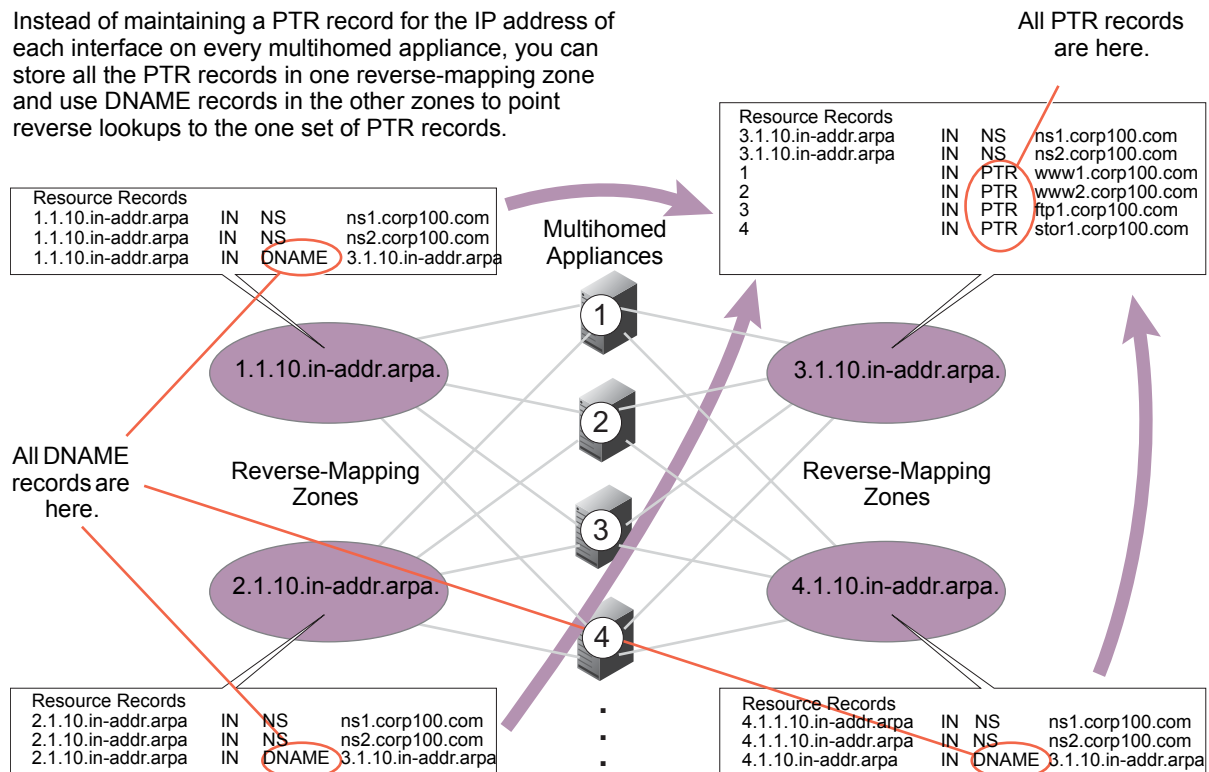 Instead of maintaining a PTR record for the IP address of
each interface on every multihomed appliance, you can
store all the PTR records in one reverse-mapping zone
and use DNAME records in the other zones to point
reverse lookups to the one set of PTR records.
All PTR records
are here.
Resource Records
3.1.10.in-addr.arpa IN NS ns1.corp100.com
3.1.10.in-addr.arpa IN NS ns2.corp100.com
1 IN PTR www1.corp100.com
2 IN PTR www2.corp100.com
3 IN PTR ftp1.corp100.com
4 IN PTR stor1.corp100.com
Resource Records
1.1.10.in-addr.arpa IN NS ns1.corp100.com
1.1.10.in-addr.arpa IN NS ns2.corp100.com
1.1.10.in-addr.arpa IN DNAME 3.1.10.in-addr.arpa
Multihomed
Appliances
1
1.1.10.in-addr.arpa.
3.1.10.in-addr.arpa.
2
All DNAME
records are
here.
Reverse-Mapping
Zones
Reverse-Mapping
Zones
3
2.1.10.in-addr.arpa.
4.1.10.in-addr.arpa.
4
Resource Records
2.1.10.in-addr.arpa IN NS ns1.corp100.com
2.1.10.in-addr.arpa IN NS ns2.corp100.com
2.1.10.in-addr.arpa IN DNAME 3.1.10.in-addr.arpa
.
.
.
Resource Records
4.1.1.10.in-addr.arpa IN NS ns1.corp100.com
4.1.1.10.in-addr.arpa IN NS ns2.corp100.com
4.1.10.in-addr.arpa IN DNAME 3.1.10.in-addr.arpa